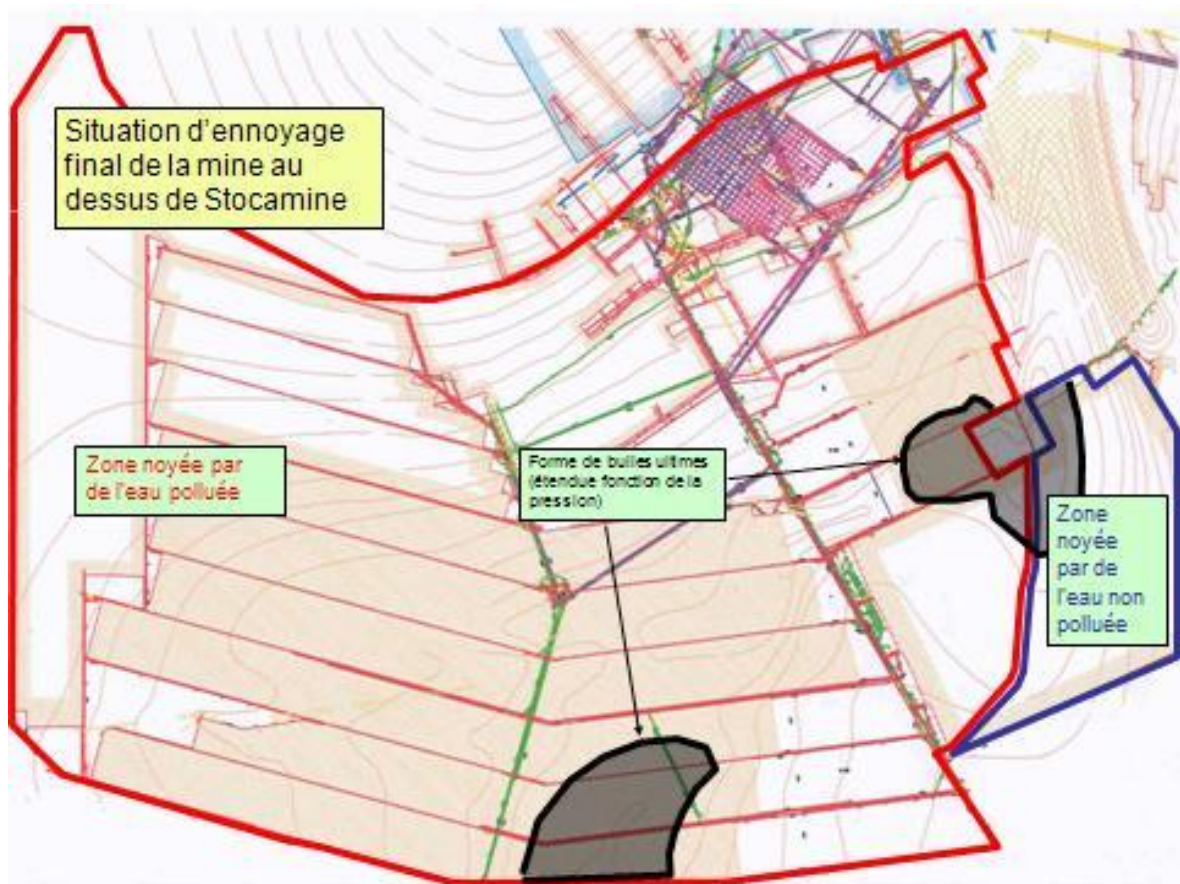 Situation d'ennoyage
final de la mine au
dessus de Stocamine
Zone noyée par
de l'eau polluée
Forme de bulles ultimes
(étendue fonction de la
pression)
Zone
noyée
par de
l'eau non
polluée